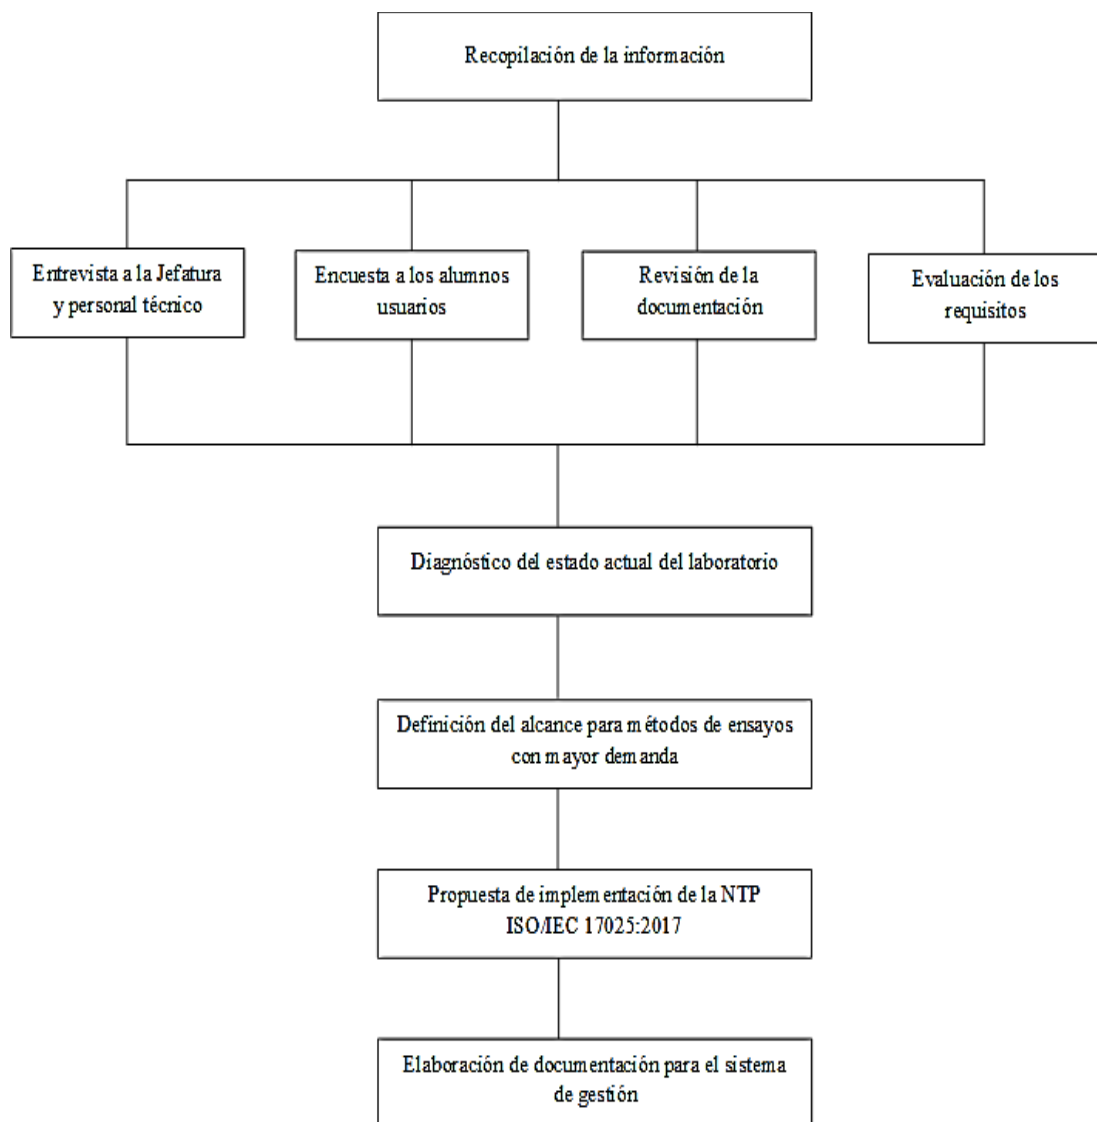 Recopilación de la información
Entrevista a la Jefatura
y personal técnico
Encuesta a los alumnos
usuarios
Revisión de la
documentación
Evaluación de los
requisitos
Diagnóstico del estado actual del laboratorio
Definición del alcance para métodos de ensayos
con mayor demanda
Propuesta de implementación de la NTP
ISO/IEC 17025:2017
Elaboración de documentación para el sistema
de gestión